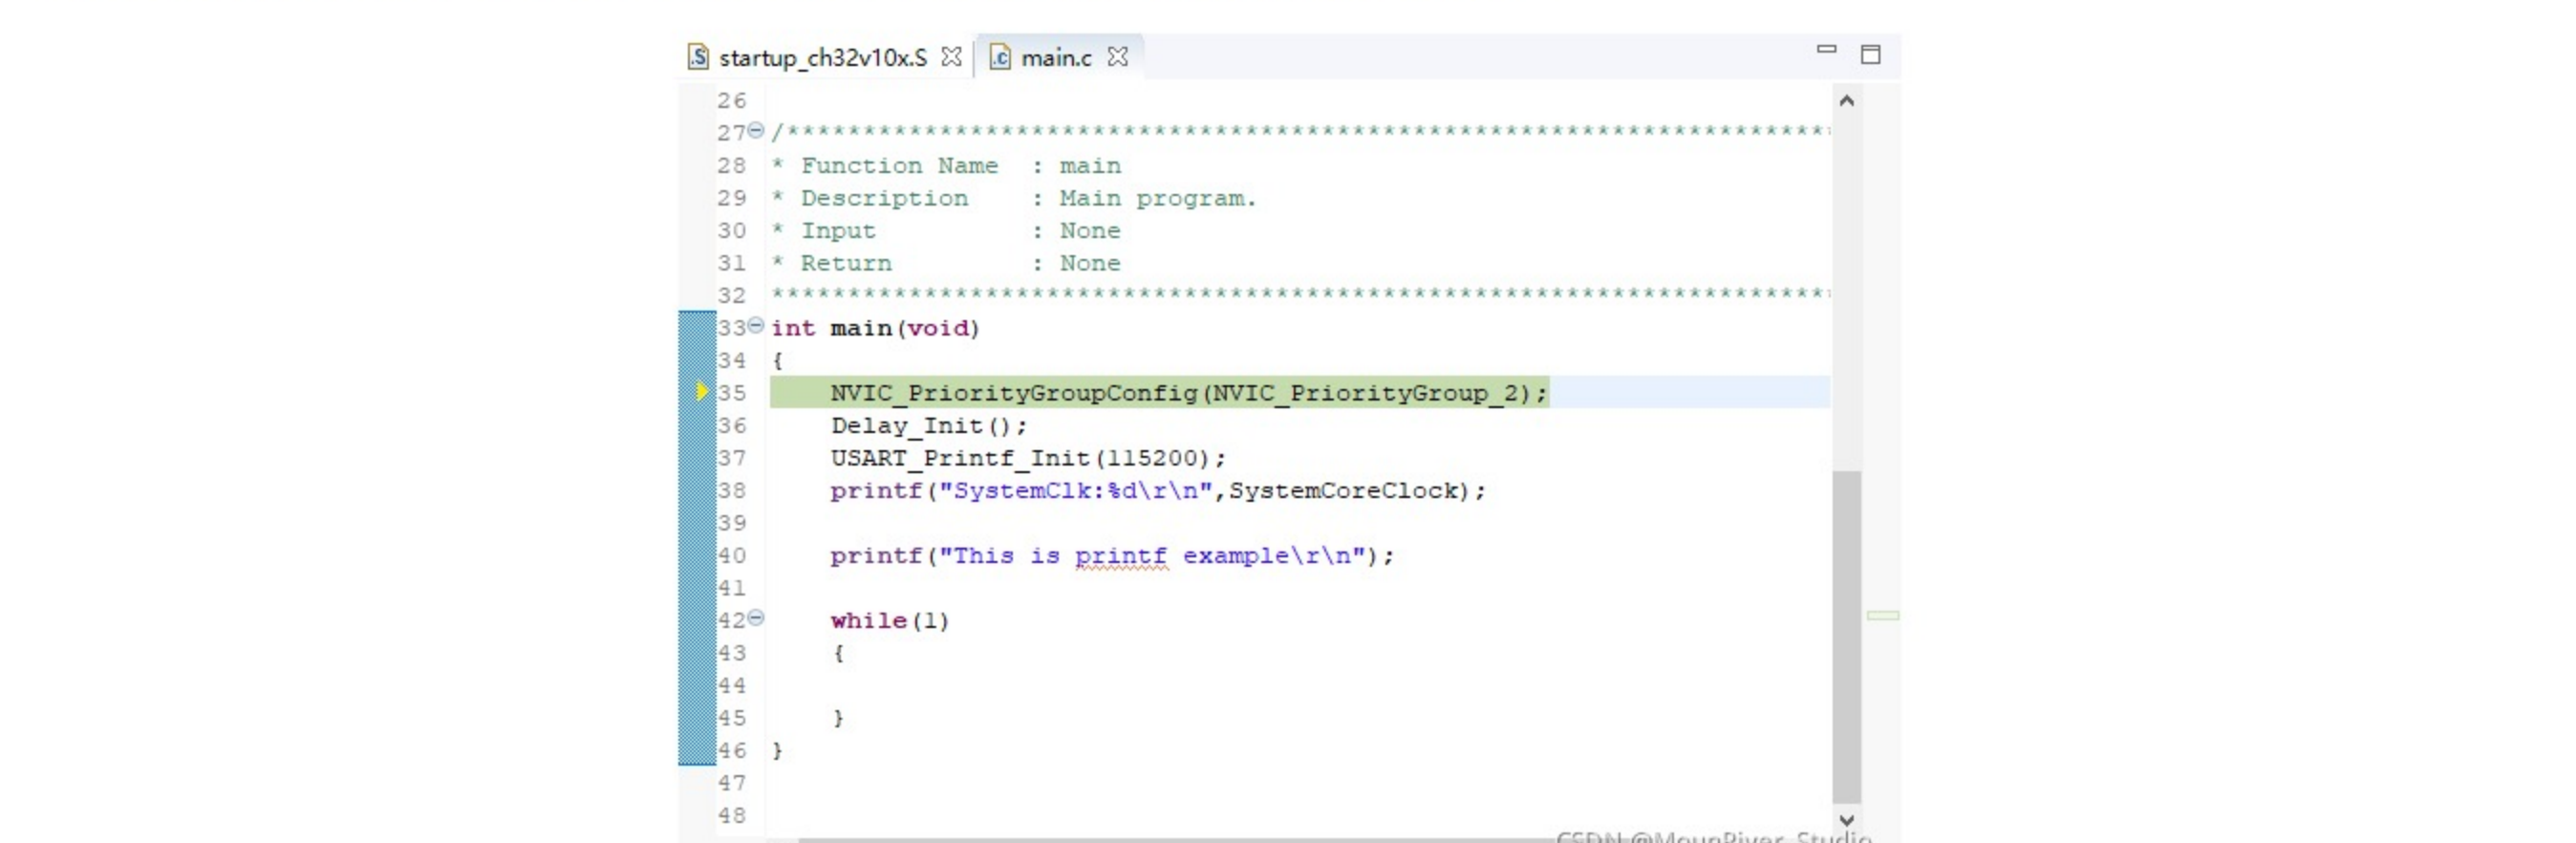 startup_ch32v10x.S main.c
26
27 /*********************************************************************
28 * Function Name : main
29 * Description : Main program.
30 * Input : None
31 * Return : None
32 *********************************************************************
33 int main(void)
34 {
35 NVIC_PriorityGroupConfig(NVIC_PriorityGroup_2);
36 Delay_Init();
37 USART_Printf_Init(115200);
38 printf("SystemClk:%d\r\n",SystemCoreClock);
39
40 printf("This is printf example\r\n");
41
42 while(1)
43 {
44
45 }
46 }
47
48
CSDN @MounRiver_Studio